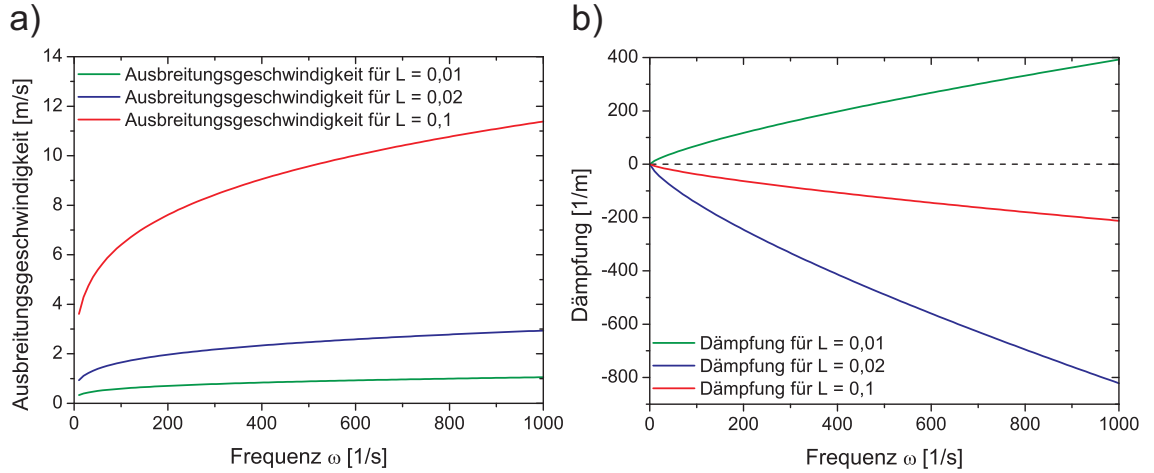 a)
Ausbreitungsgeschwindigkeit [m/s]
14
12
10
8
6
4
2
0
Ausbreitungsgeschwindigkeit für L = 0,01
Ausbreitungsgeschwindigkeit für L = 0,02
Ausbreitungsgeschwindigkeit für L = 0,1
0 200 400 600 800 1000
Frequenz ω [1/s]
b)
Dämpfung [1/m]
400
200
0
-200
-400
-600
-800
Dämpfung für L = 0,01
Dämpfung für L = 0,02
Dämpfung für L = 0,1
0 200 400 600 800 1000
Frequenz ω [1/s]